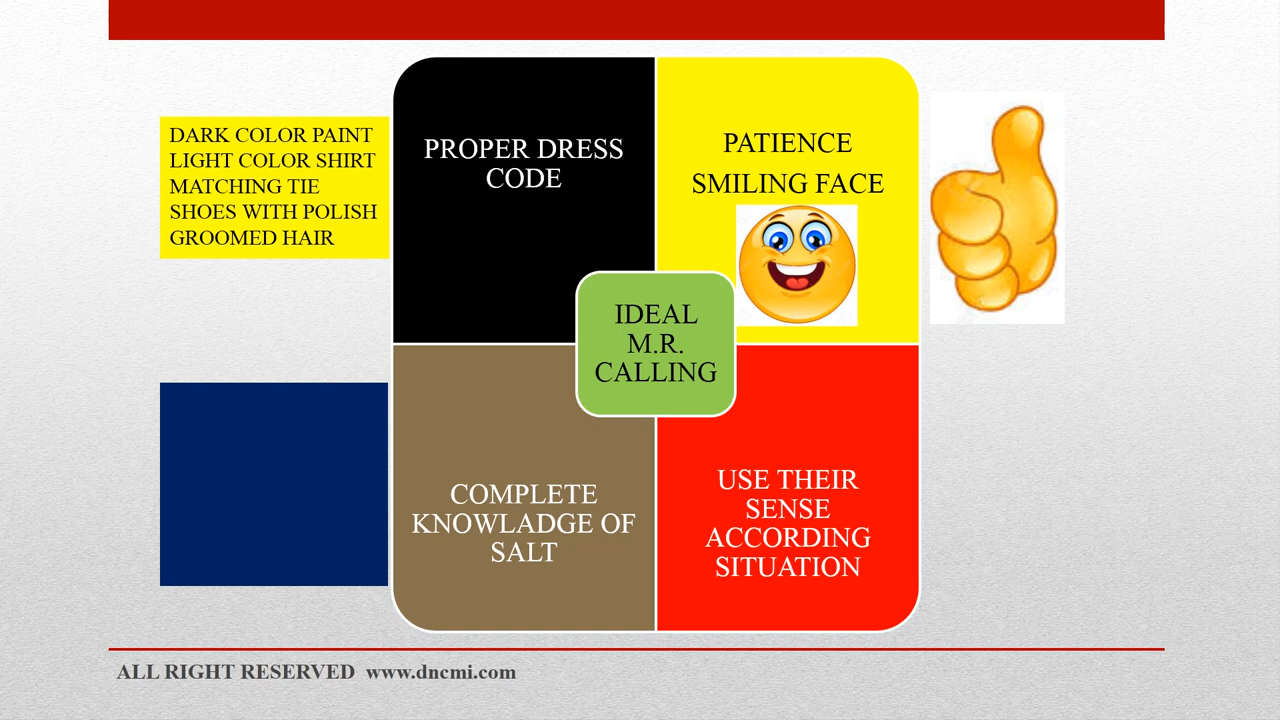 DARK COLOR PAINT
LIGHT COLOR SHIRT
MATCHING TIE
SHOES WITH POLISH
GROOMED HAIR
PROPER DRESS
CODE
PATIENCE
SMILING FACE
IDEAL
M.R.
CALLING
COMPLETE
KNOWLADGE OF
SALT
USE THEIR
SENSE
ACCORDING
SITUATION
ALL RIGHT RESERVED www.dncmi.com